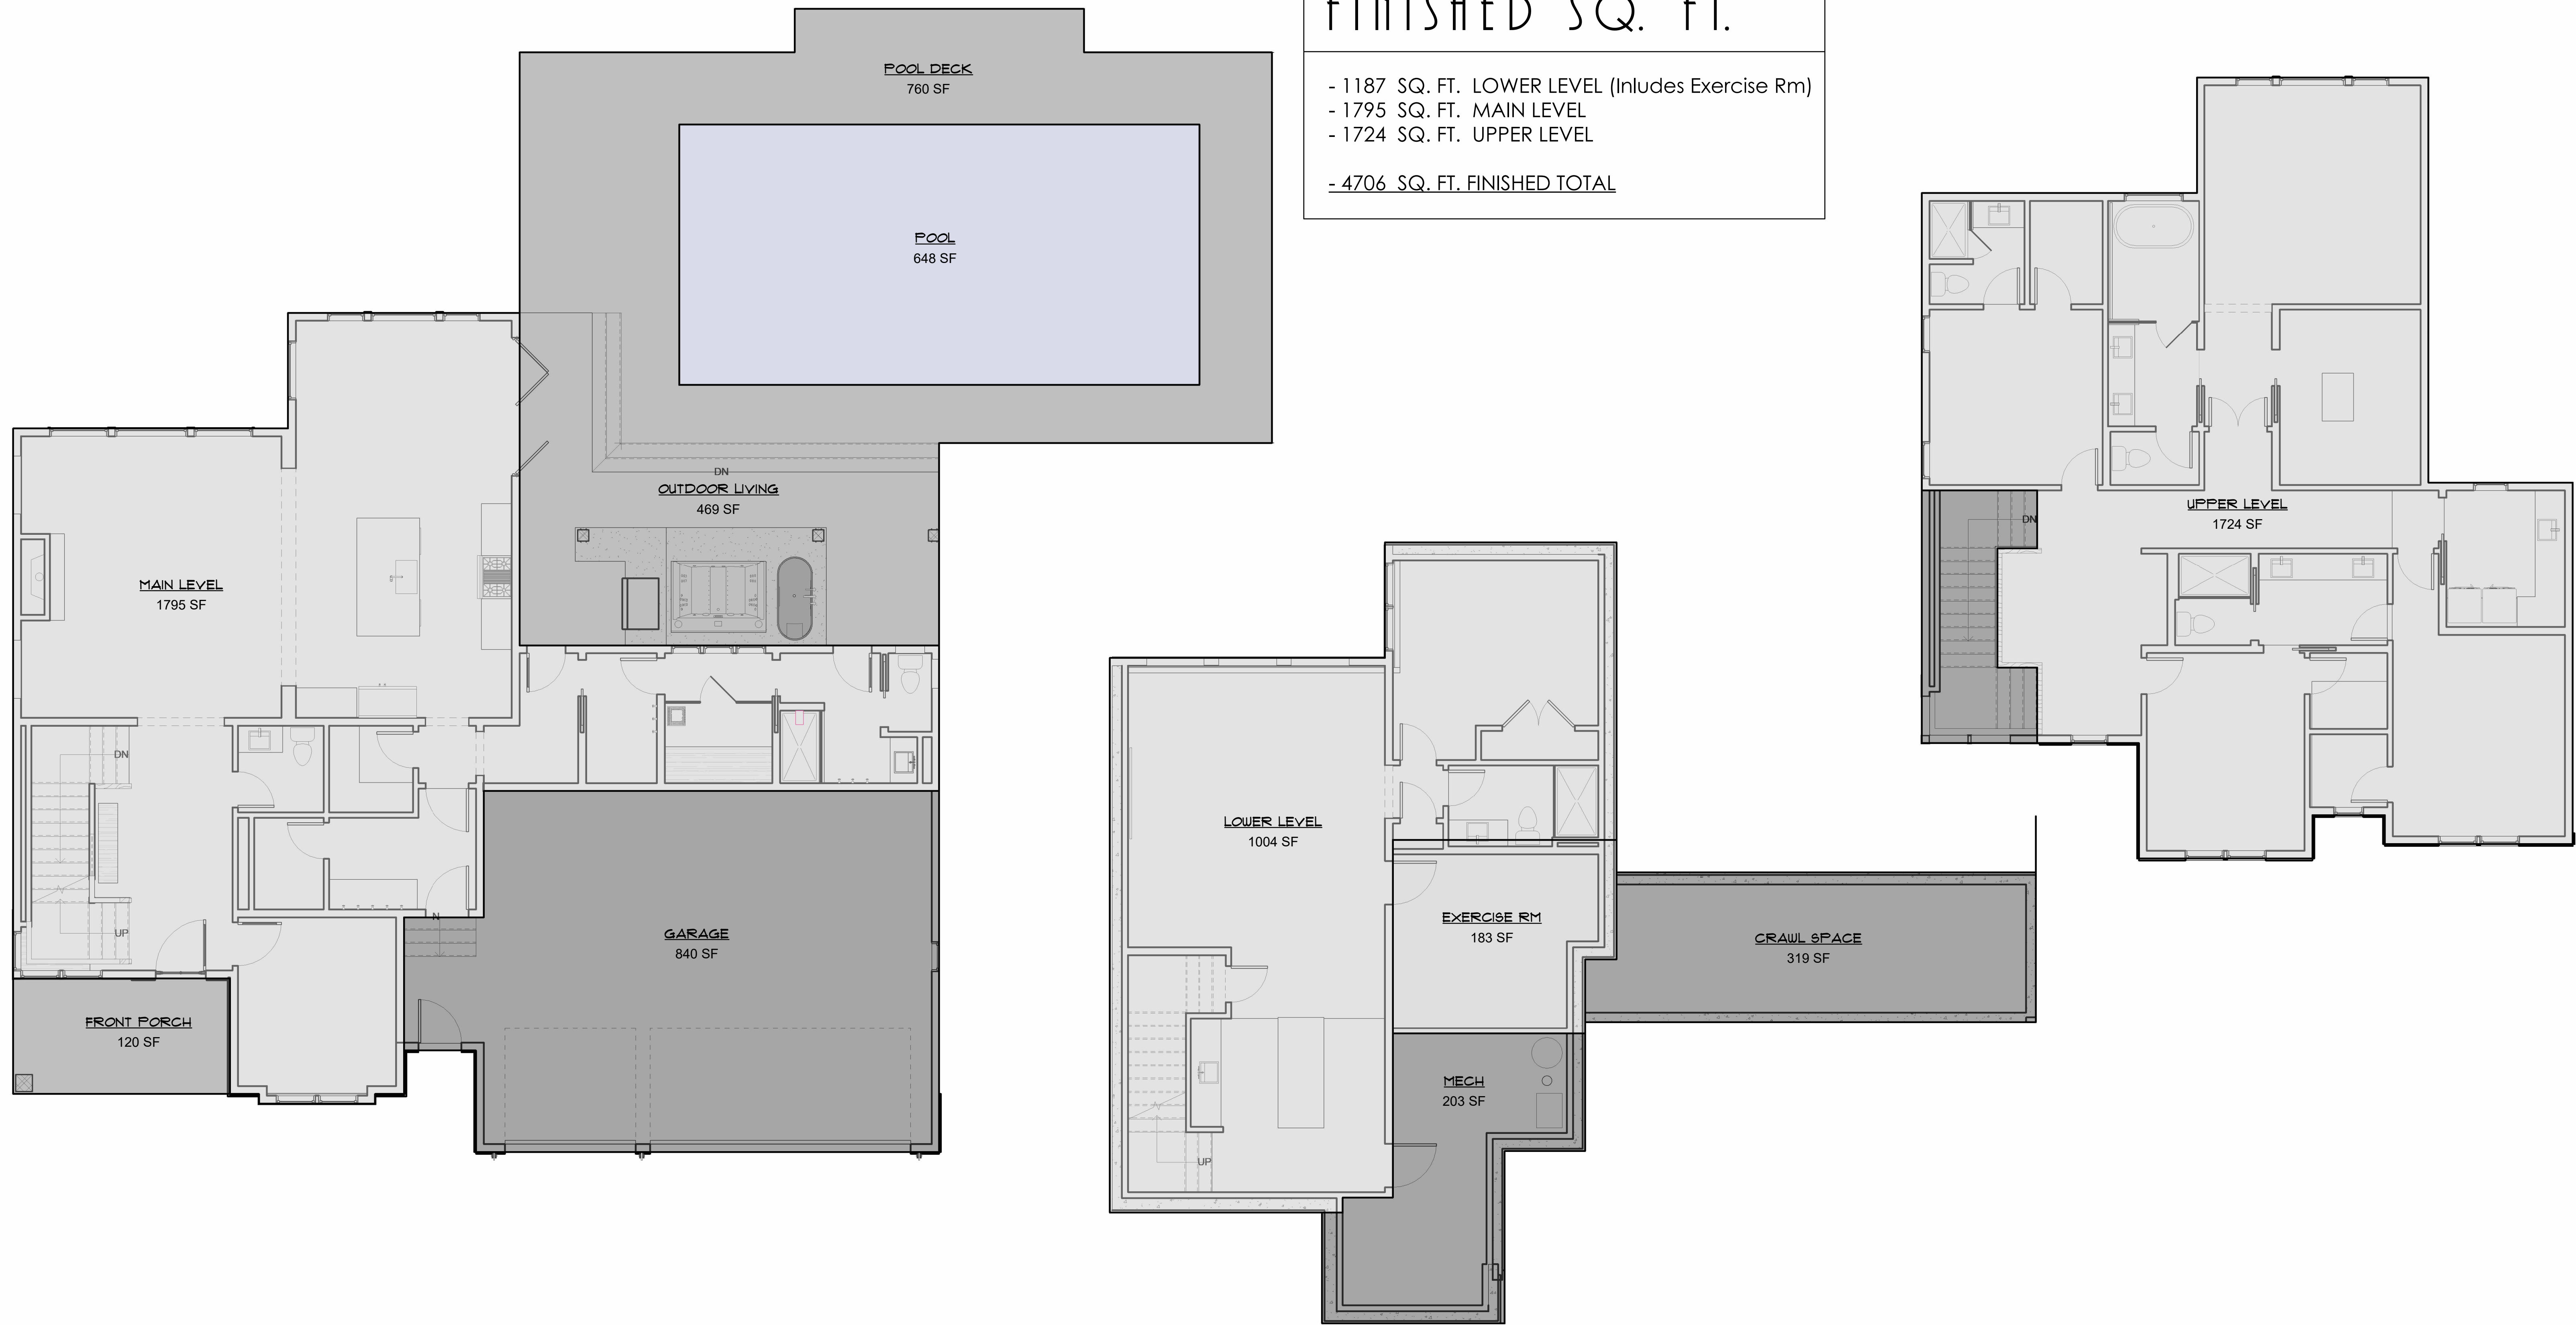 FINISHED SQ. FT.
- 1187 SQ. FT. LOWER LEVEL (Inludes Exercise Rm)
- 1795 SQ. FT. MAIN LEVEL
- 1724 SQ. FT. UPPER LEVEL
- 4706 SQ. FT. FINISHED TOTAL
POOL DECK
760 SF
POOL
648 SF
DN
OUTDOOR LIVING
469 SF
MAIN LEVEL
1795 SF
DN
UP
N
GARAGE
840 SF
FRONT PORCH
120 SF
LOWER LEVEL
1004 SF
EXERCISE RM
183 SF
CRAWL SPACE
319 SF
MECH
203 SF
UP
UPPER LEVEL
1724 SF
DN